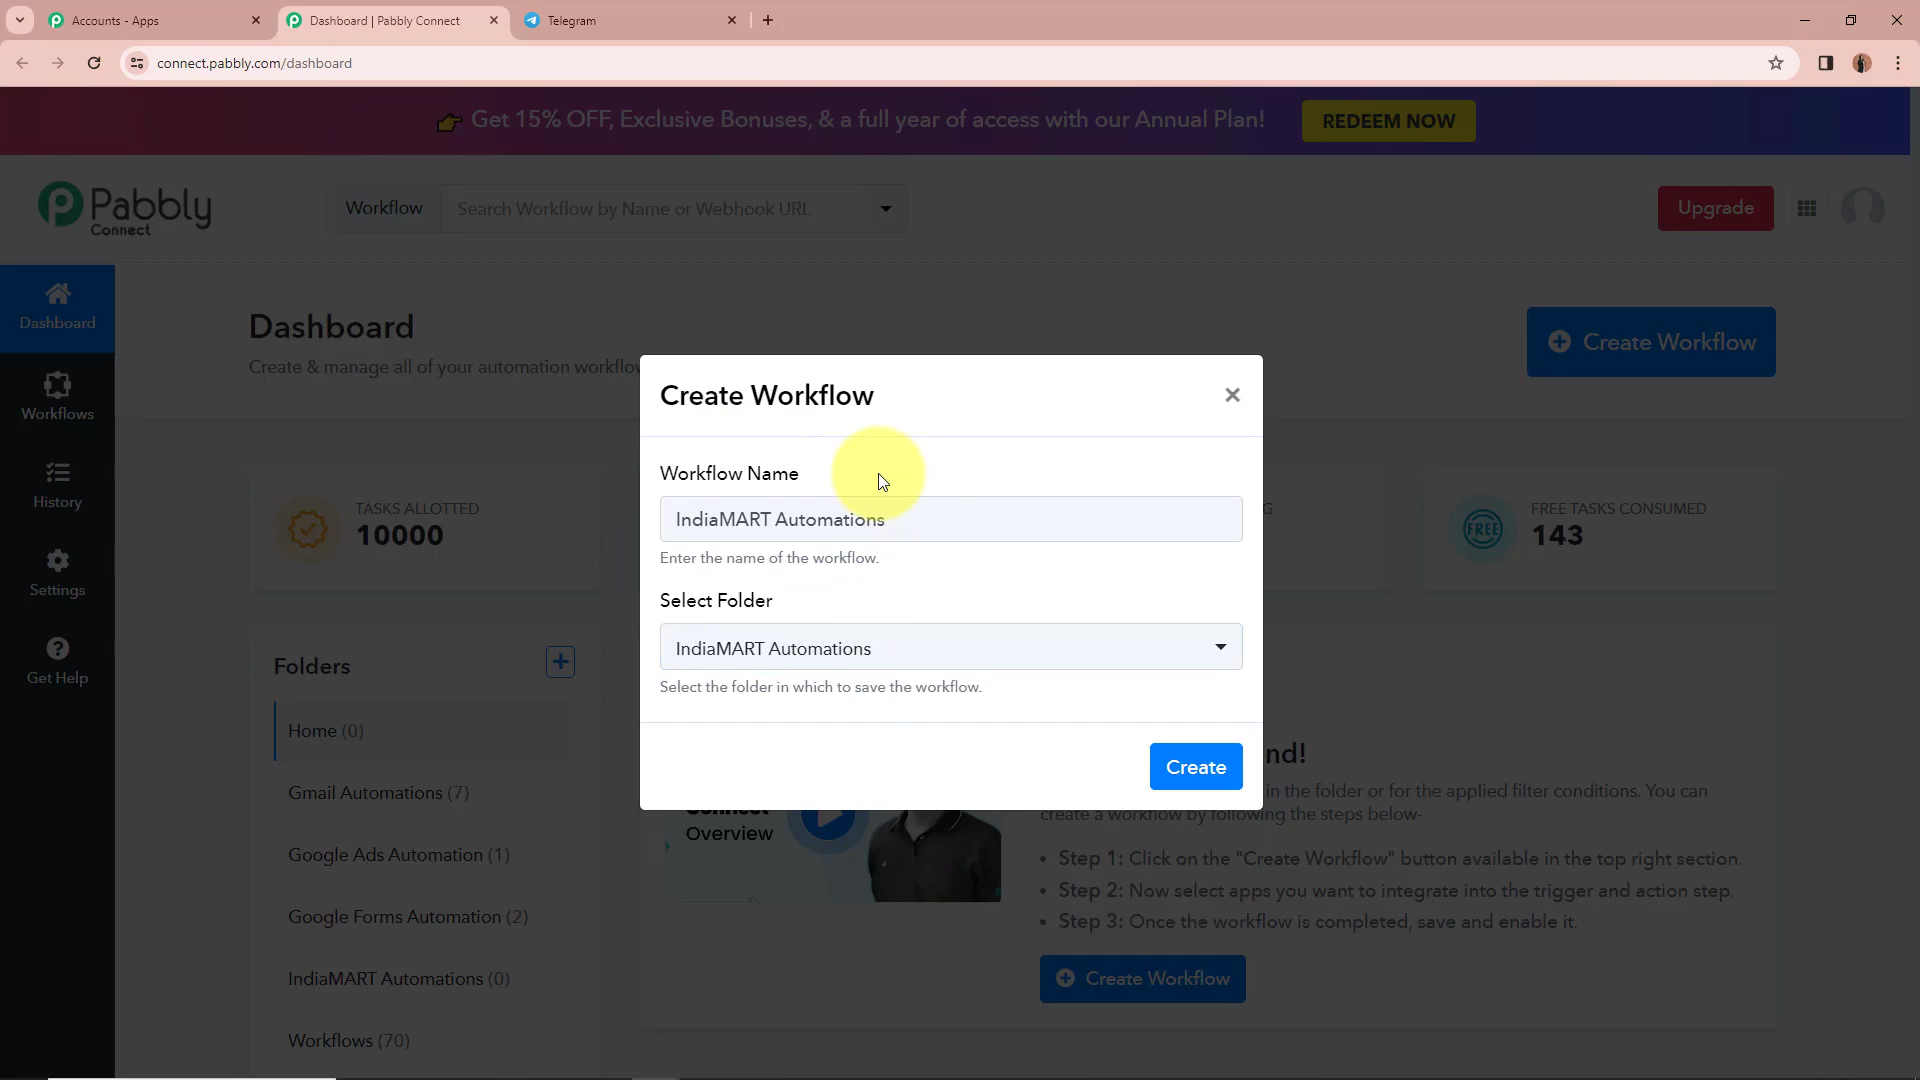 Accounts - Apps
Dashboard | Pabbly Connect
Telegram
connect.pabbly.com/dashboard
Get 15% OFF, Exclusive Bonuses, & a full year of access with our Annual Plan!
REDEEM NOW
Pabbly
Connect
Workflow
Search Workflow by Name or Webhook URL
Upgrade
Dashboard
Workflows
History
Settings
Get Help
Dashboard
Create & manage all of your automation workflow
Create Workflow
TASKS ALLOTTED
10000
G
FREE
FREE TASKS CONSUMED
143
Create Workflow
Workflow Name
IndiaMART Automations
Enter the name of the workflow.
Select Folder
IndiaMART Automations
Select the folder in which to save the workflow.
Create
Folders
Home (0)
Gmail Automations (7)
Google Ads Automation (1)
Google Forms Automation (2)
IndiaMART Automations (0)
Workflows (70)
Connect
Overview
nd!
in the folder or for the applied filter conditions. You can
create a workflow by following the steps below-
Step 1: Click on the "Create Workflow" button available in the top right section.
Step 2: Now select apps you want to integrate into the trigger and action step.
Step 3: Once the workflow is completed, save and enable it.
Create Workflow